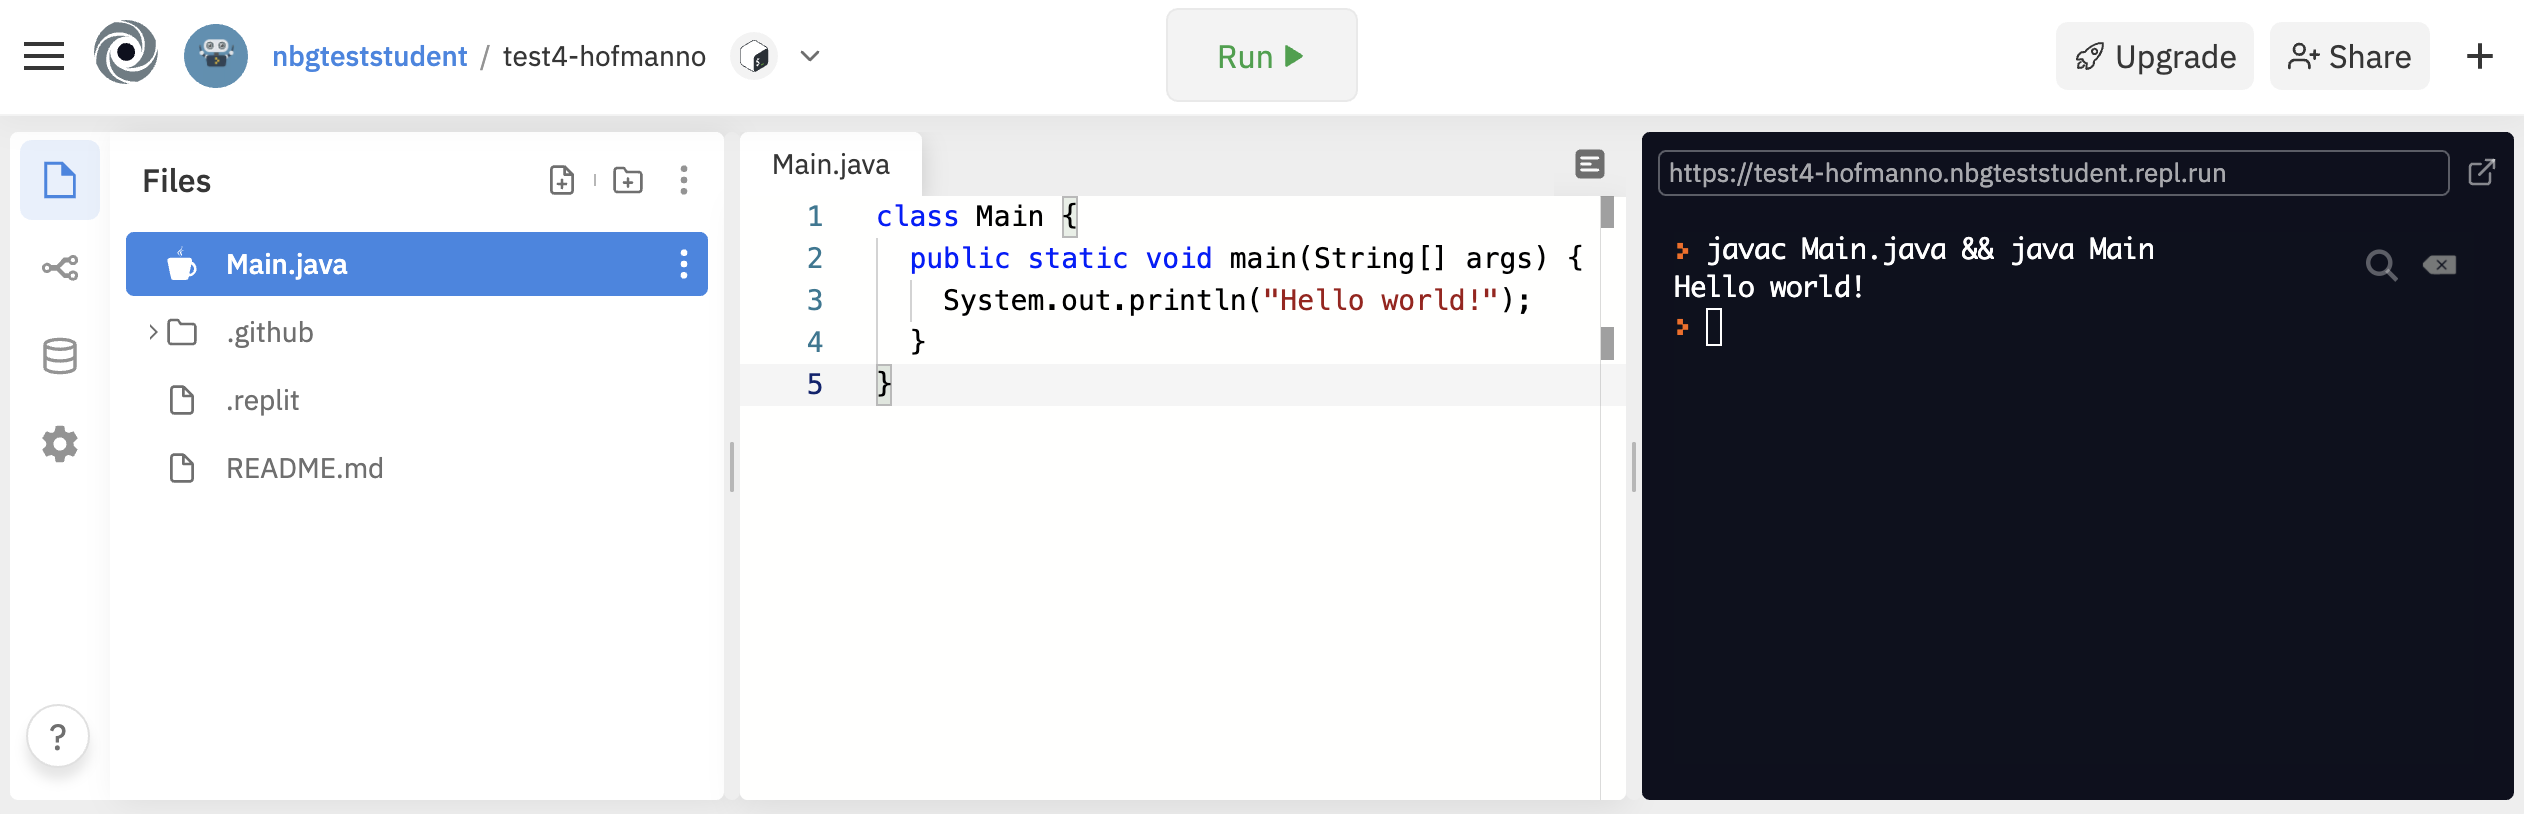 nbgteststudent / test4-hofmanno
Run
Upgrade
Share
Files
Main.java
.github
.replit
README.md
?
Main.java
1 class Main {
2 public static void main(String[] args) {
3 System.out.println("Hello world!");
4 }
5 }
https://test4-hofmanno.nbgteststudent.repl.run
javac Main.java && java Main
Hello world!